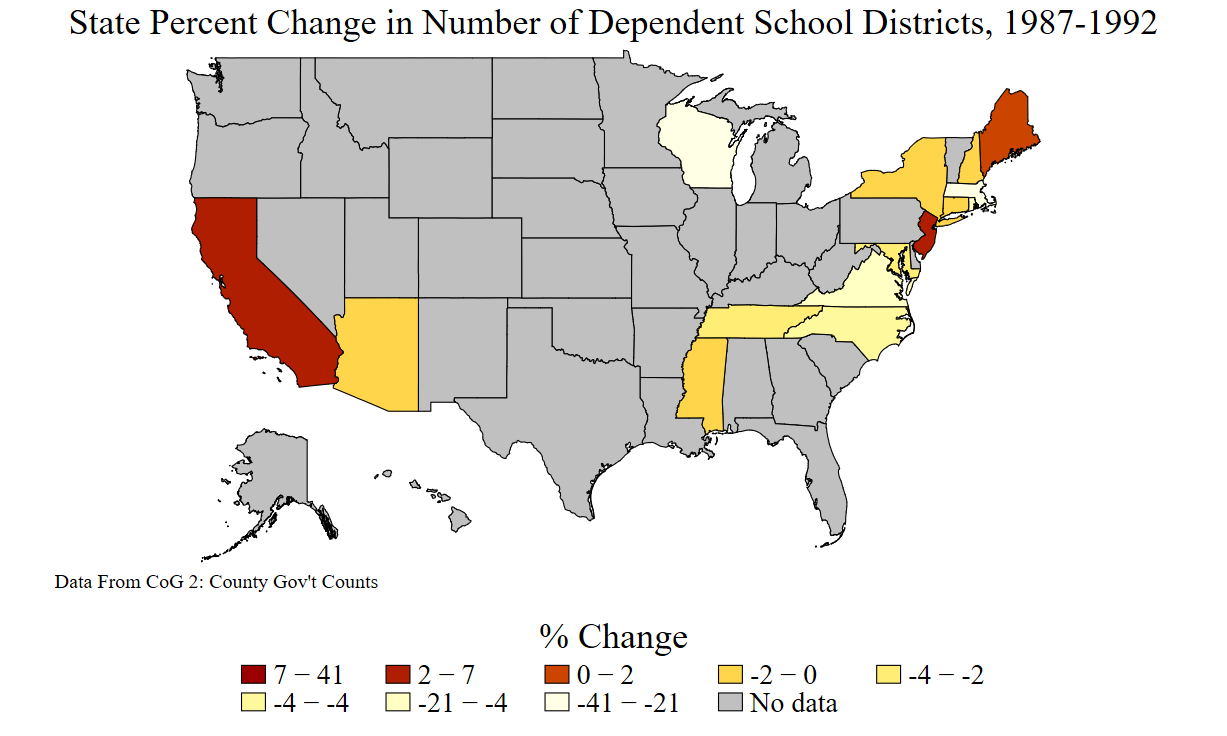 State Percent Change in Number of Dependent School Districts, 1987-1992
Data From CoG 2: County Gov't Counts
% Change
7 − 41 2 − 7 0 − 2 -2 − 0 -4 − -2
-4 − -4 -21 − -4 -41 − -21 No data